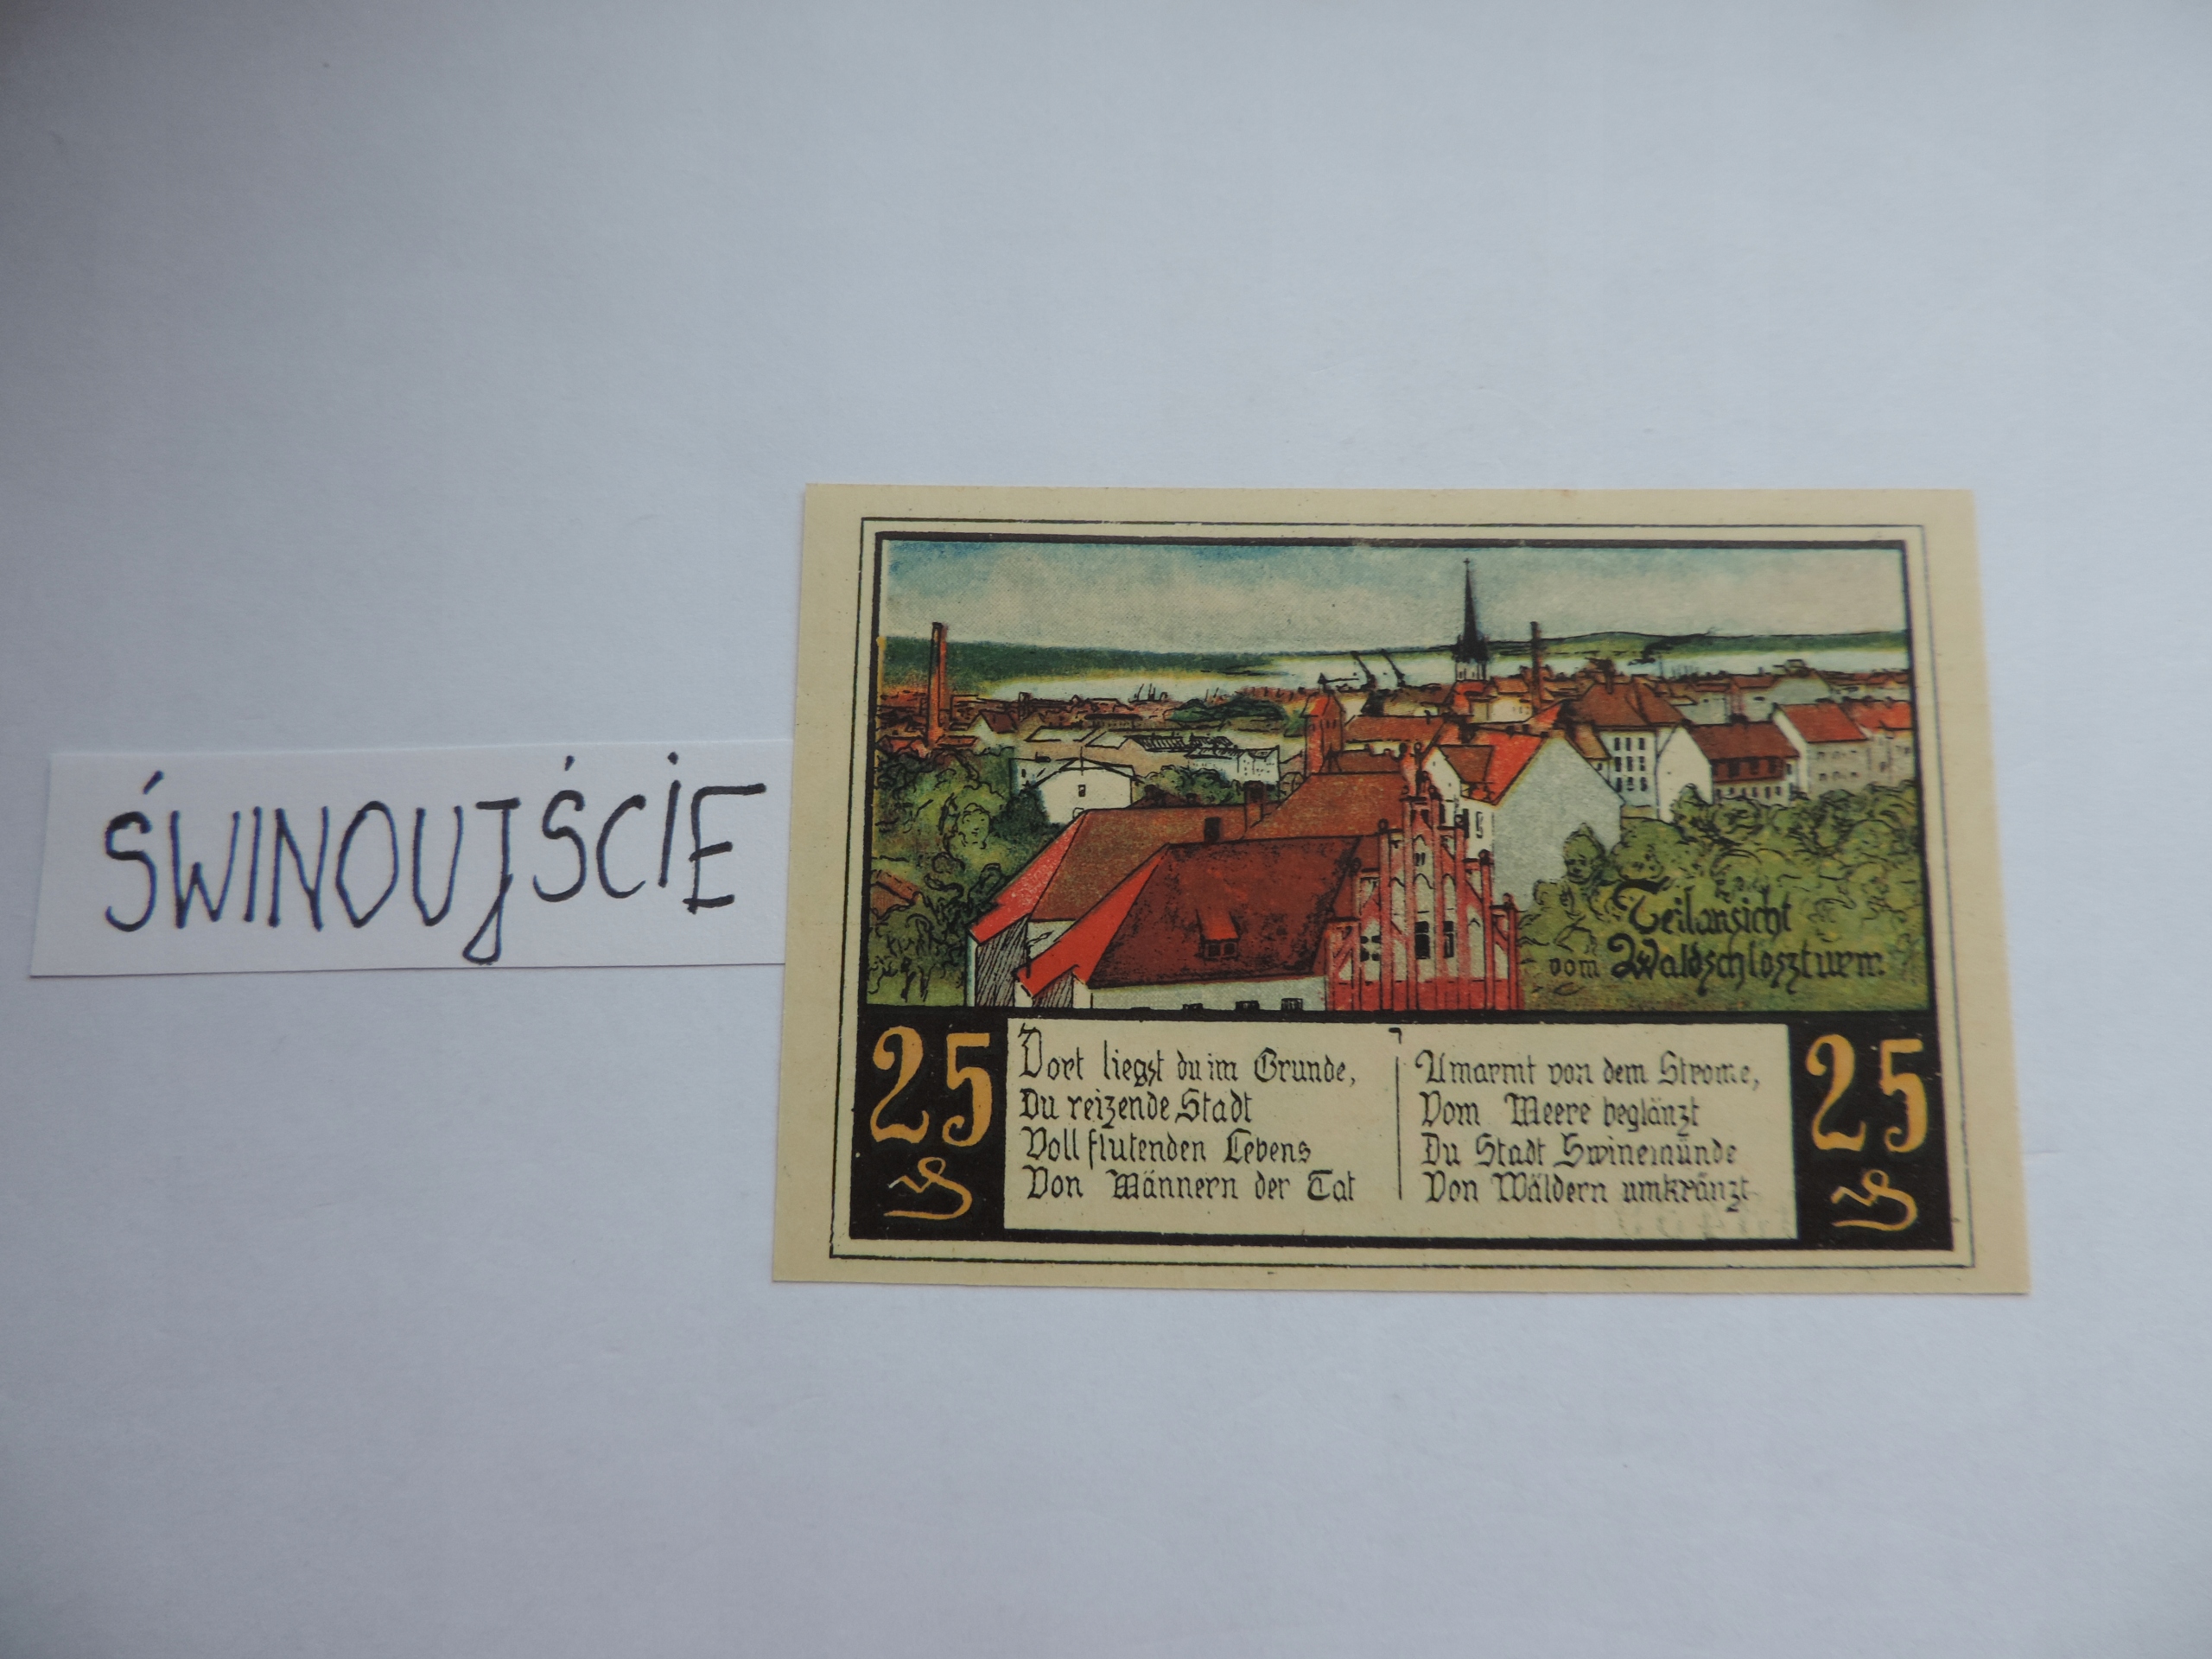 ŚWINOUJŚCIE
Teilansicht
vom Waldschloszturm
25
Dort liegst du im Grunde,
Du reizende Stadt
Voll flutenden Lebens
Von Männern der Tat
Umarmt von dem Strome,
Vom Meere beglänzt
Du Stadt Swinemünde
Von Wäldern umkränzt
25